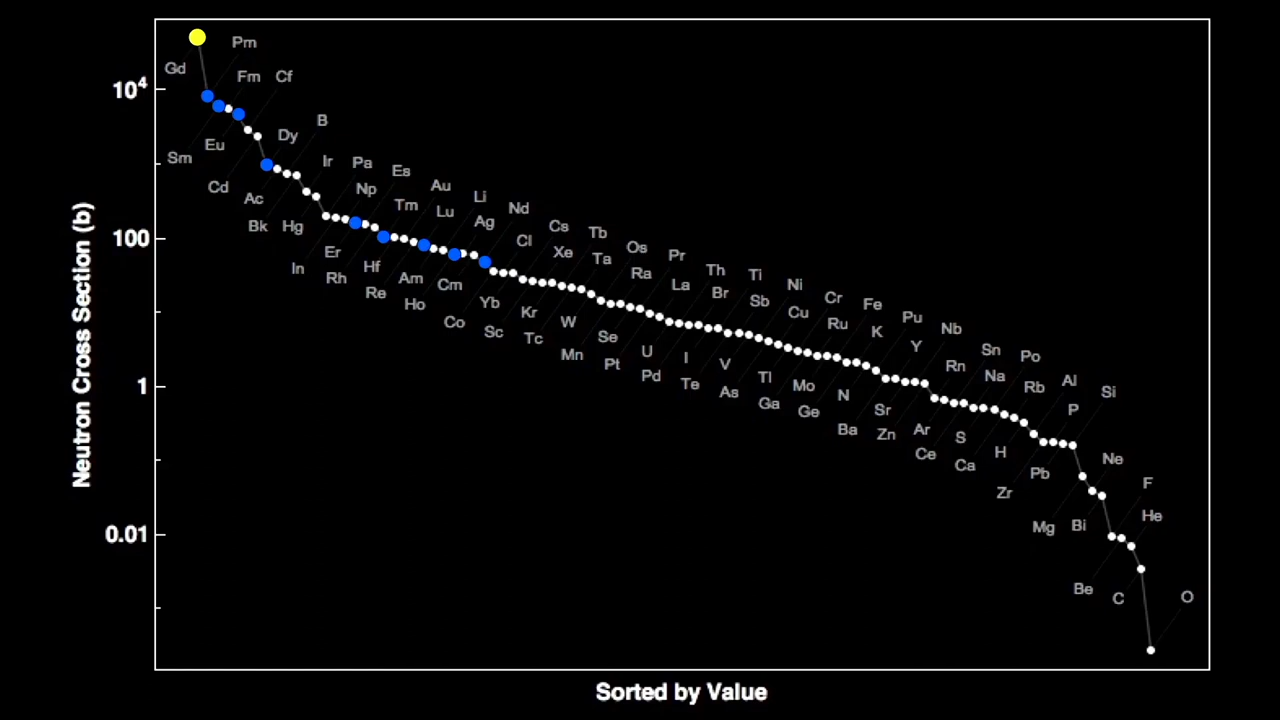 Pm
Gd
Fm
Cf
10⁴
B
Dy
Eu
Sm
Ir
Pa
Es
Cd
Np
Au
Ac
Tm
Li
Lu
Nd
Bk
Hg
Ag
Cs
Tb
100
Cl
Os
Er
Xe
Ta
Pr
In
Rh
Hf
Ra
Th
Ti
Re
Am
Cm
La
Br
Ni
Ho
Yb
Sb
Cr
Fe
Co
Sc
Kr
Cu
Pu
Tc
W
Se
Ru
K
Nb
Mn
Pt
U
I
V
Y
Sn
Po
Pd
Te
As
Tl
Rn
Na
Rb
Al
Si
1
Ga
Mo
Ge
N
Sr
P
Ba
Zn
Ar
Ce
S
Ca
H
Zr
Pb
Ne
F
Mg
Bi
He
0.01
Be
C
O
Neutron Cross Section (b)
Sorted by Value